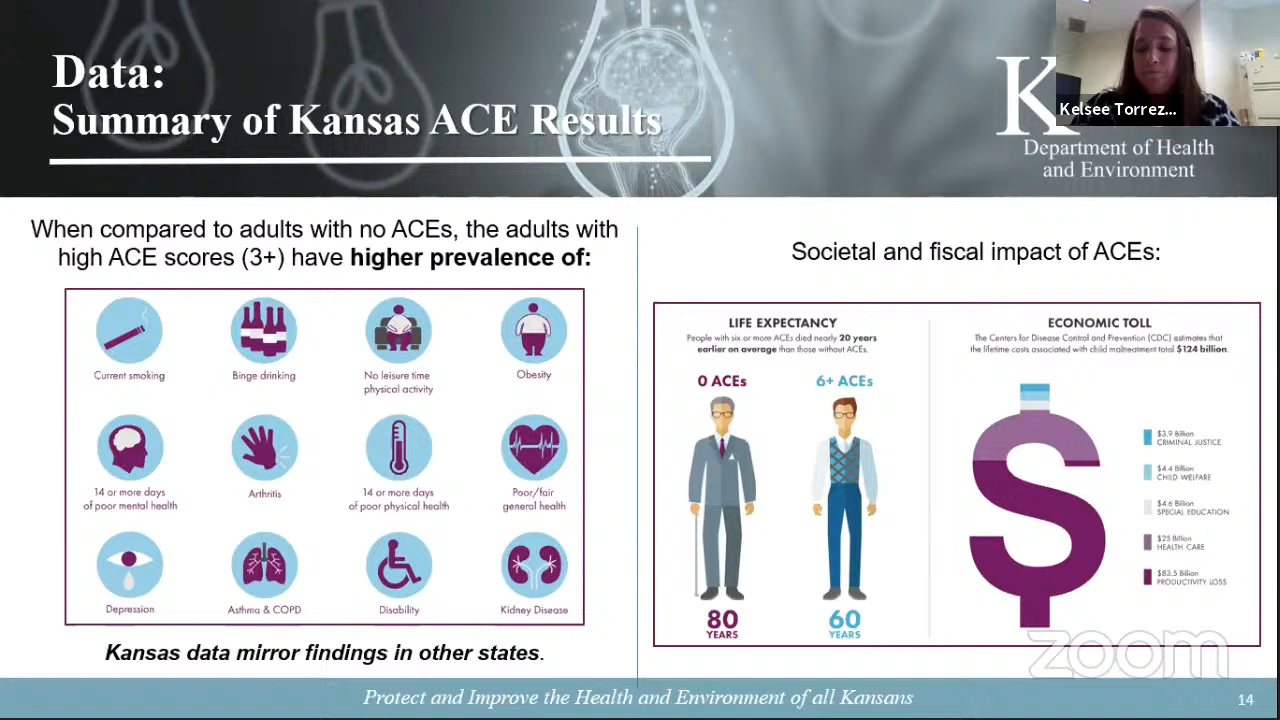 Data:
Summary of Kansas ACE Results
K
Department of Health
and Environment
Kelsee Torrez...
When compared to adults with no ACEs, the adults with
high ACE scores (3+) have higher prevalence of:
Current smoking
Binge drinking
No leisure time
physical activity
Obesity
14 or more days
of poor mental health
Arthritis
14 or more days
of poor physical health
Poor/fair
general health
Depression
Asthma & COPD
Disability
Kidney Disease
Kansas data mirror findings in other states.
Societal and fiscal impact of ACEs:
LIFE EXPECTANCY
People with six or more ACEs died nearly 20 years
earlier on average than those without ACEs.
0 ACEs
6+ ACEs
80
YEARS
60
YEARS
ECONOMIC TOLL
The Centers for Disease Control and Prevention (CDC) estimates that
the lifetime costs associated with child maltreatment total $124 billion.
$
$3.9 Billion
CRIMINAL JUSTICE
$4.4 Billion
CHILD WELFARE
$4.6 Billion
SPECIAL EDUCATION
$25 Billion
HEALTH CARE
$83.5 Billion
PRODUCTIVITY LOSS
zoom
Protect and Improve the Health and Environment of all Kansans
14